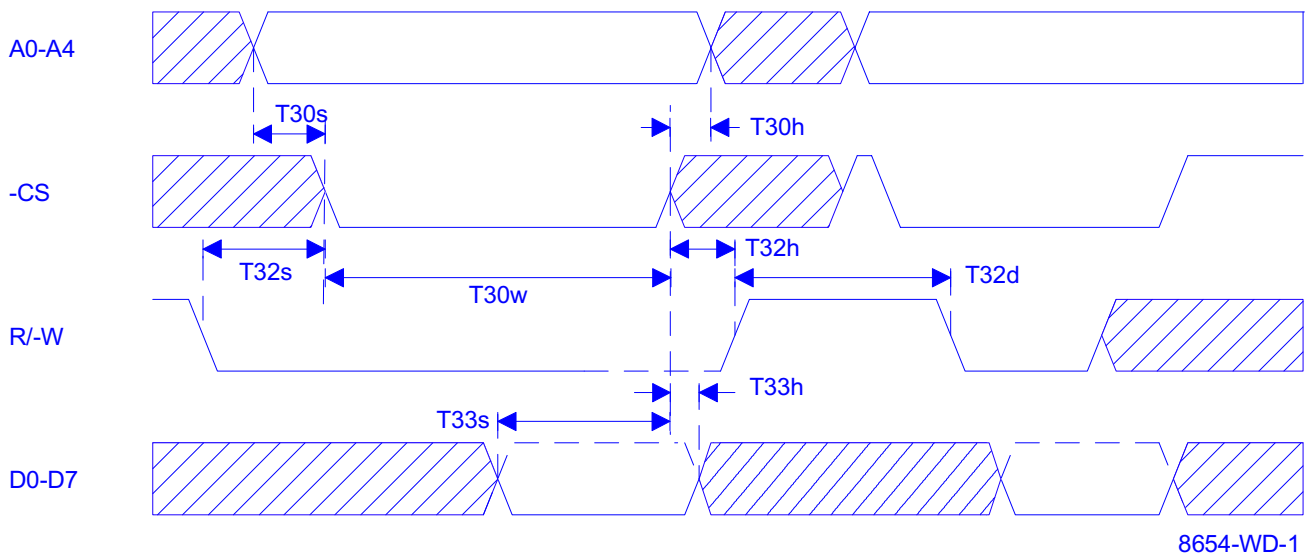 A0-A4
T30s
T30h
-CS
T32s
T30w
T32h
T32d
R/-W
T33s
T33h
D0-D7
8654-WD-1